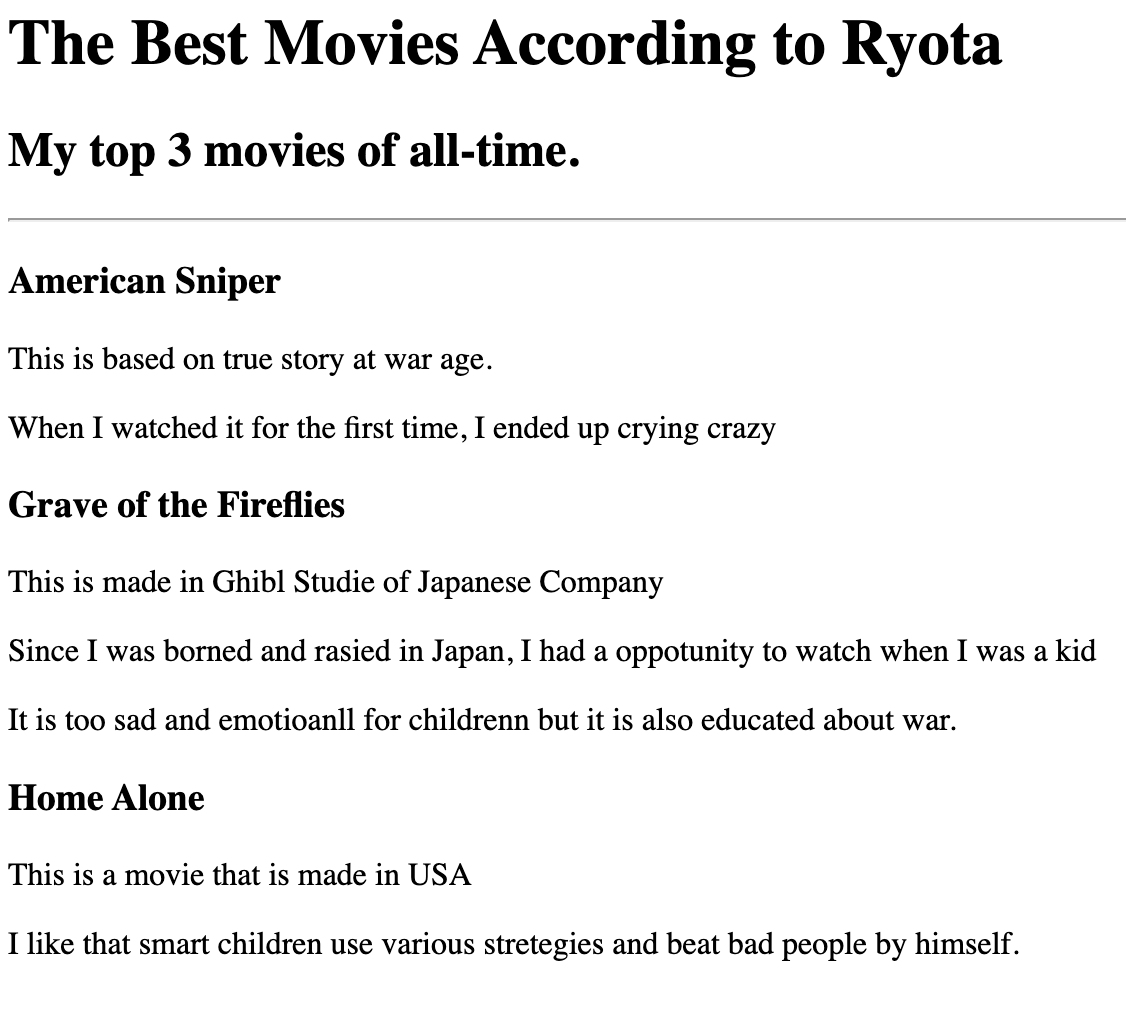 The Best Movies According to Ryota
My top 3 movies of all-time.
American Sniper
This is based on true story at war age.
When I watched it for the first time, I ended up crying crazy
Grave of the Fireflies
This is made in Ghibl Studie of Japanese Company
Since I was borned and rasied in Japan, I had a oppotunity to watch when I was a kid
It is too sad and emotioanll for childrenn but it is also educated about war.
Home Alone
This is a movie that is made in USA
I like that smart children use various stretegies and beat bad people by himself.